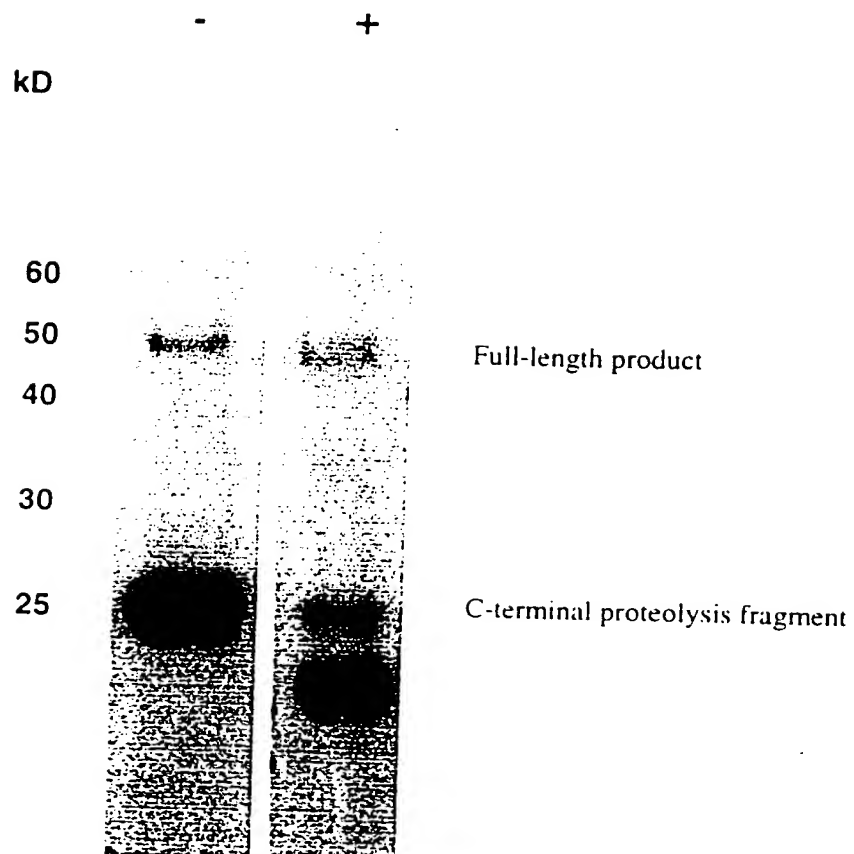 - +
kD
60
50
Full-length product
40
30
25
C-terminal proteolysis fragment